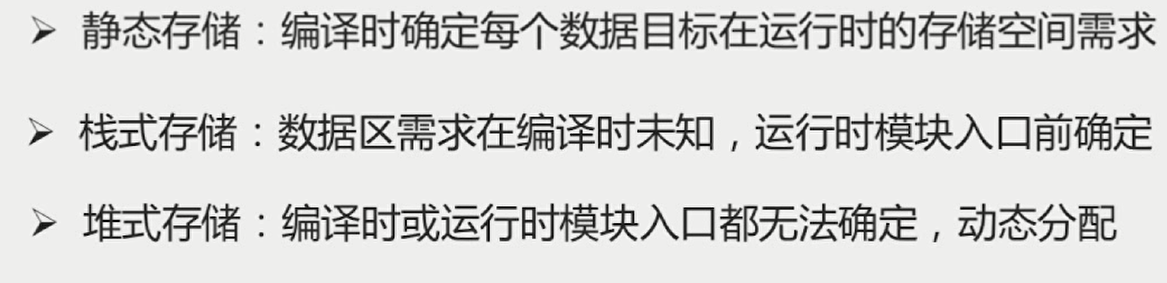 ➢ 静态存储：编译时确定每个数据目标在运行时的存储空间需求
➢ 栈式存储：数据区需求在编译时未知，运行时模块入口前确定
➢ 堆式存储：编译时或运行时模块入口都无法确定，动态分配